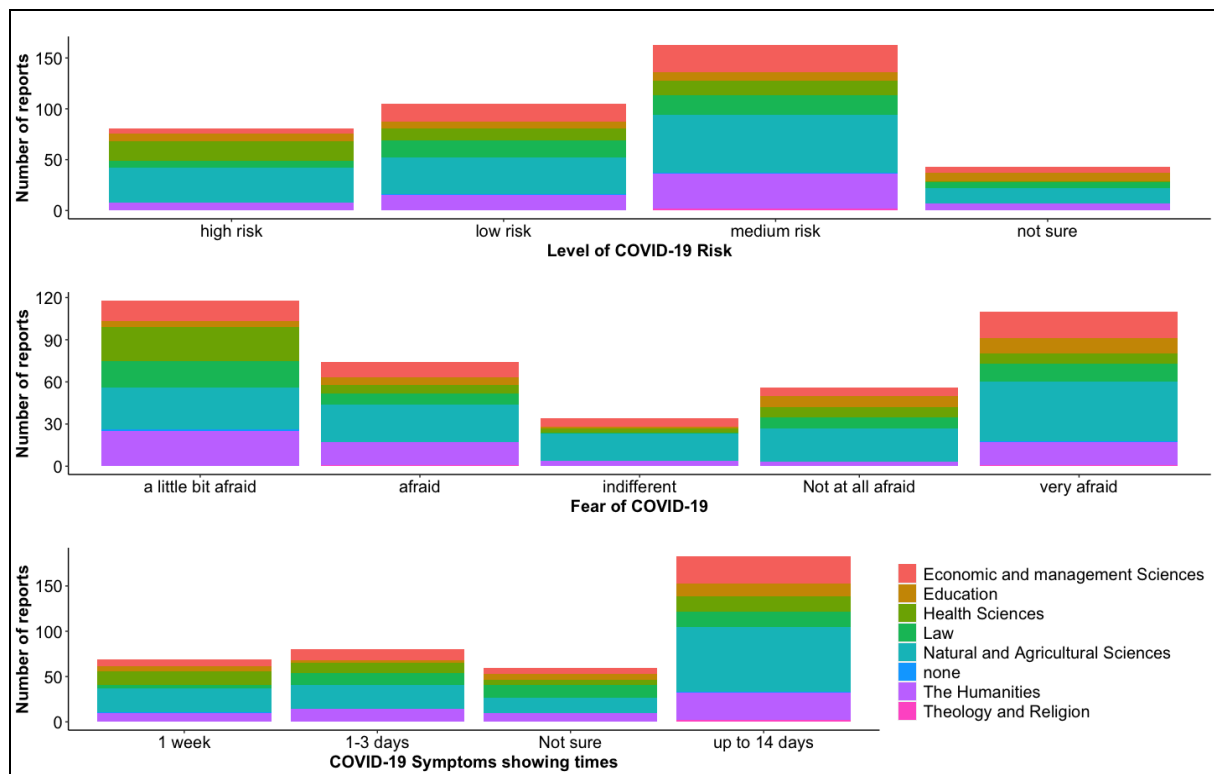 Number of reports
150
100
50
0
high risk
low risk
medium risk
not sure
Level of COVID-19 Risk
Number of reports
120
90
60
30
0
a little bit afraid
afraid
indifferent
Not at all afraid
very afraid
Fear of COVID-19
Number of reports
150
100
50
0
1 week
1-3 days
Not sure
up to 14 days
COVID-19 Symptoms showing times
Economic and management Sciences
Education
Health Sciences
Law
Natural and Agricultural Sciences
none
The Humanities
Theology and Religion